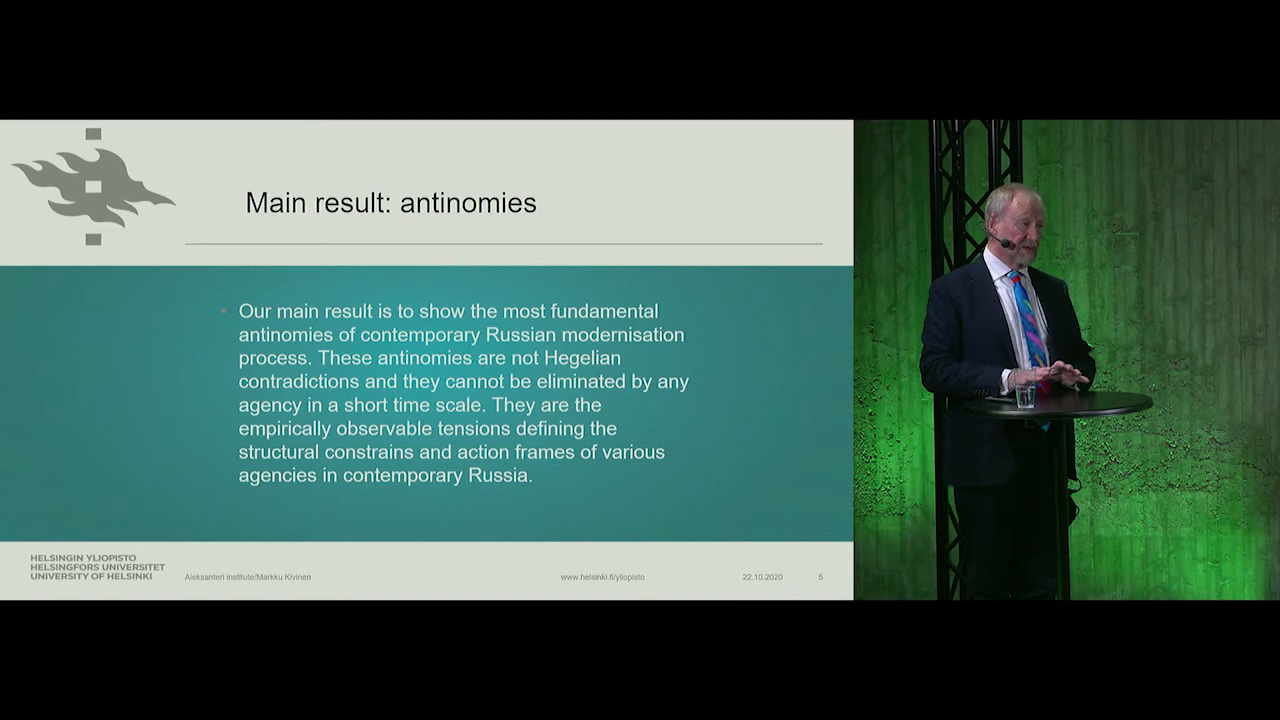 Main result: antinomies
• Our main result is to show the most fundamental
antinomies of contemporary Russian modernisation
process. These antinomies are not Hegelian
contradictions and they cannot be eliminated by any
agency in a short time scale. They are the
empirically observable tensions defining the
structural constrains and action frames of various
agencies in contemporary Russia.
HELSINGIN YLIOPISTO
HELSINGFORS UNIVERSITET
UNIVERSITY OF HELSINKI
Aleksanteri institute/Markku Kivinen
www.helsinki.fi/yliopisto
22.10.2020
5